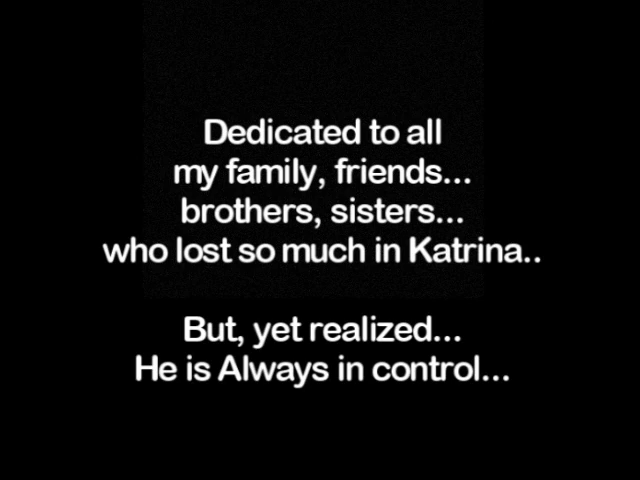 Dedicated to all
my family, friends...
brothers, sisters...
who lost so much in Katrina..
But, yet realized...
He is Always in control...